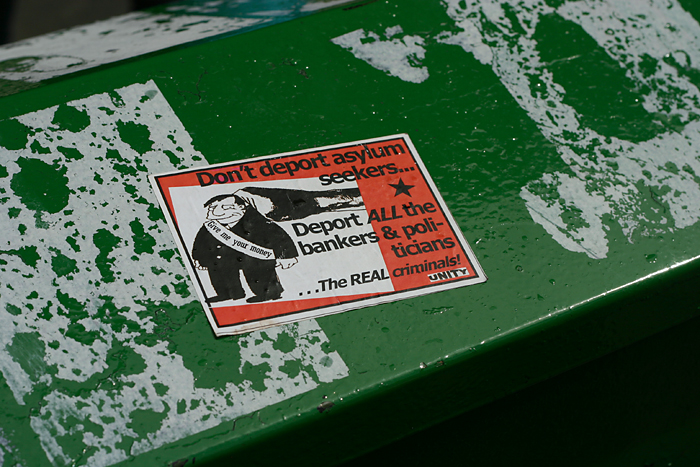 Don't deport asylum
seekers...
Give me your money
Deport ALL the
bankers & poli-
ticians
...The REAL criminals!
UNITY